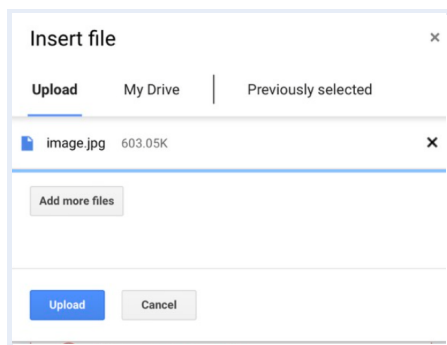 Insert file ×
Upload My Drive Previously selected
image.jpg 603.05K ×
Add more files
Upload Cancel